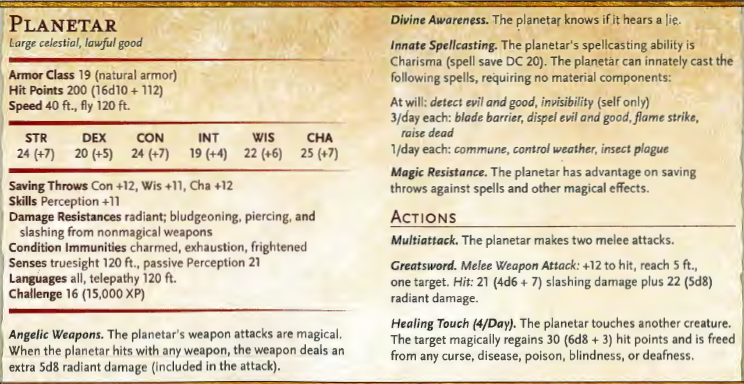 PLANETAR
Large celestial, lawful good
Armor Class 19 (natural armor)
Hit Points 200 (16d10 + 112)
Speed 40 ft., fly 120 ft.
STR DEX CON INT WIS CHA
24 (+7) 20 (+5) 24 (+7) 19 (+4) 22 (+6) 25 (+7)
Saving Throws Con +12, Wis +11, Cha +12
Skills Perception +11
Damage Resistances radiant; bludgeoning, piercing, and
slashing from nonmagical weapons
Condition Immunities charmed, exhaustion, frightened
Senses truesight 120 ft., passive Perception 21
Languages all, telepathy 120 ft.
Challenge 16 (15,000 XP)
Angelic Weapons. The planetar's weapon attacks are magical.
When the planetar hits with any weapon, the weapon deals an
extra 5d8 radiant damage (included in the attack).
Divine Awareness. The planetar knows if it hears a lie.
Innate Spellcasting. The planetar's spellcasting ability is
Charisma (spell save DC 20). The planetar can innately cast the
following spells, requiring no material components:
At will: detect evil and good, invisibility (self only)
3/day each: blade barrier, dispel evil and good, flame strike,
raise dead
1/day each: commune, control weather, insect plague
Magic Resistance. The planetar has advantage on saving
throws against spells and other magical effects.
ACTIONS
Multiattack. The planetar makes two melee attacks.
Greatsword. Melee Weapon Attack: +12 to hit, reach 5 ft.,
one target. Hit: 21 (4d6 + 7) slashing damage plus 22 (5d8)
radiant damage.
Healing Touch (4/Day). The planetar touches another creature.
The target magically regains 30 (6d8 + 3) hit points and is freed
from any curse, disease, poison, blindness, or deafness.